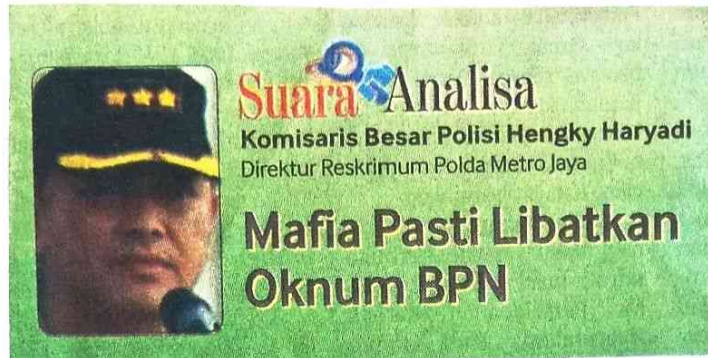 Suara Analisa
Komisaris Besar Polisi Hengky Haryadi
Direktur Reskrimum Polda Metro Jaya
Mafia Pasti Libatkan
Oknum BPN